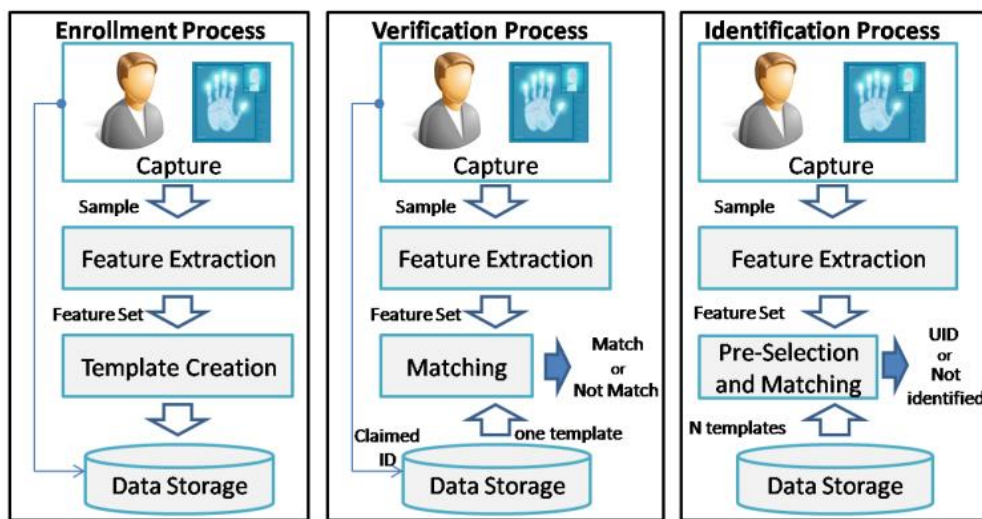 Enrollment Process
Capture
Sample
Feature Extraction
Feature Set
Template Creation
Data Storage
Verification Process
Capture
Sample
Feature Extraction
Feature Set
Matching
Match
or
Not Match
Claimed
ID
one template
Data Storage
Identification Process
Capture
Sample
Feature Extraction
Feature Set
Pre-Selection
and Matching
UID
or
Not
identified
N templates
Data Storage